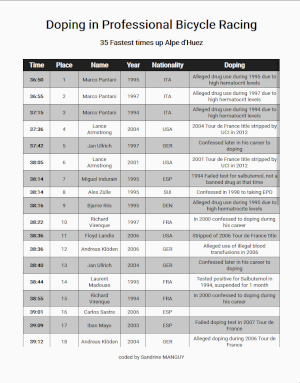 Doping in Professional Bicycle Racing
35 Fastest times up Alpe d'Huez
Time Place Name Year Nationality Doping
36:50 1 Marco Pantani 1995 ITA Alleged drug use during 1995 due to
high hematocrit levels
36:55 2 Marco Pantani 1997 ITA Alleged drug use during 1997 due to
high hematocrit levels
37:15 3 Marco Pantani 1994 ITA Alleged drug use during 1994 due to
high hematocrit levels
37:36 4 Lance
Armstrong 2004 USA 2004 Tour de France title stripped by
UCI in 2012
37:42 5 Jan Ullrich 1997 GER Confessed later in his career to
doping
38:05 6 Lance
Armstrong 2001 USA 2001 Tour de France title stripped by
UCI in 2012
38:14 7 Miguel Indurain 1995 ESP 1994 Failed test for salbutemol, not
a banned drug at that time
38:14 8 Alex Zülle 1995 SUI Confessed in 1998 to taking EPO
38:16 9 Bjarne Riis 1995 DEN Alleged drug use during 1995 due to
high hematocrit levels
38:22 10 Richard
Virenque 1997 FRA In 2000 confessed to doping during
his career
38:36 11 Floyd Landis 2006 USA Stripped of 2006 Tour de France title
38:36 12 Andreas Klöden 2006 GER Alleged use of illegal blood
transfusions in 2006
38:40 13 Jan Ullrich 2004 GER Confessed later in his career to
doping
38:44 14 Laurent
Madouas 1995 FRA Tested positive for Salbutemol in
1994, suspended for 1 month
38:55 15 Richard
Virenque 1994 FRA In 2000 confessed to doping during
his career
39:01 16 Carlos Sastre 2006 ESP
39:09 17 Iban Mayo 2003 ESP Failed doping test in 2007 Tour de
France
39:12 18 Andreas Klöden 2004 GER Alleged doping during 2006 Tour de
France
coded by Sandrine MANGUY